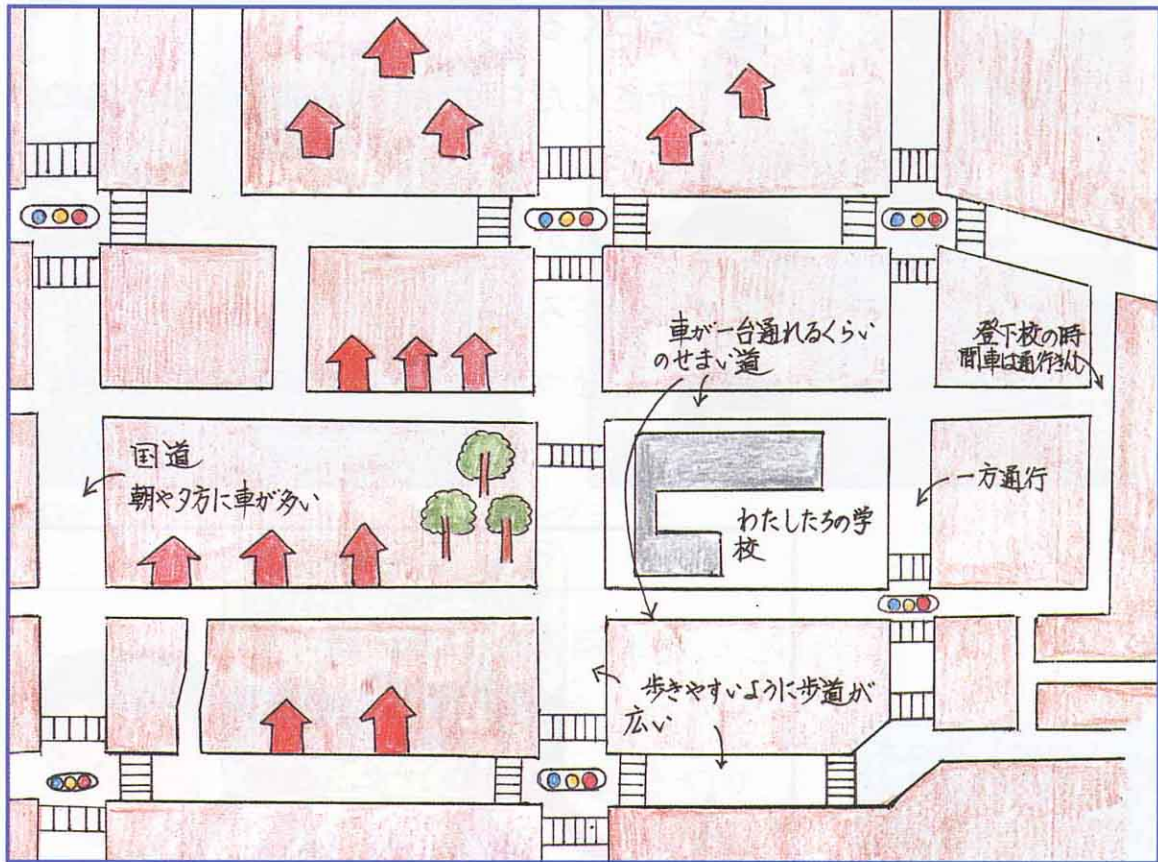 車が一台通れるくらい
のせまい道
登下校の時
間車は通行きんし
国道
朝や夕方に車が多い
一方通行
わたしたちの学
校
歩きやすいように歩道が
広い